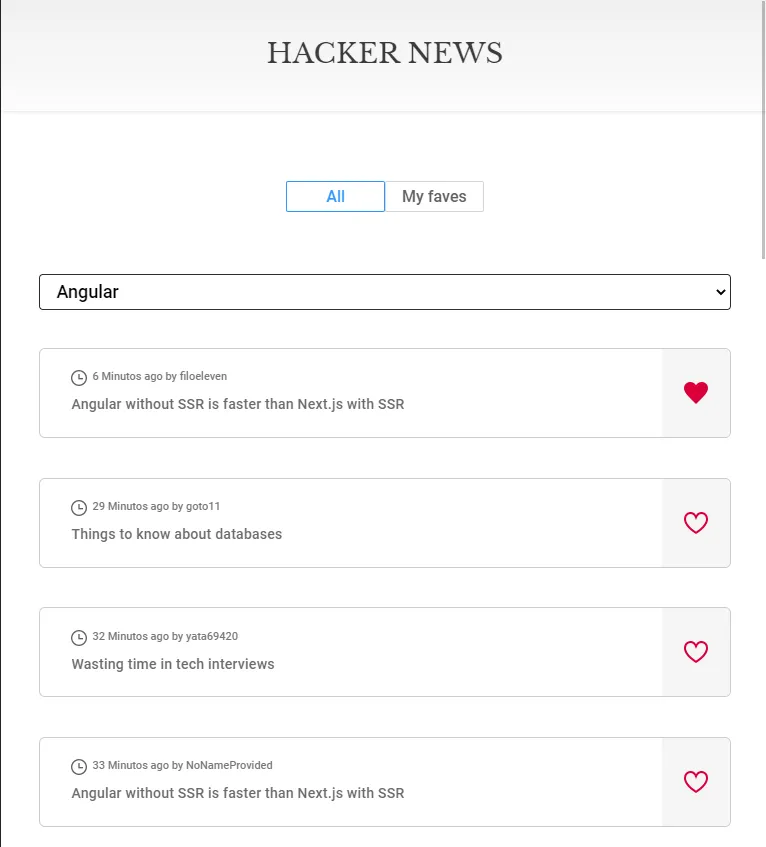 HACKER NEWS
All
My faves
Angular
6 Minutos ago by filoeleven
Angular without SSR is faster than Next.js with SSR
29 Minutos ago by goto11
Things to know about databases
32 Minutos ago by yata69420
Wasting time in tech interviews
33 Minutos ago by NoNameProvided
Angular without SSR is faster than Next.js with SSR